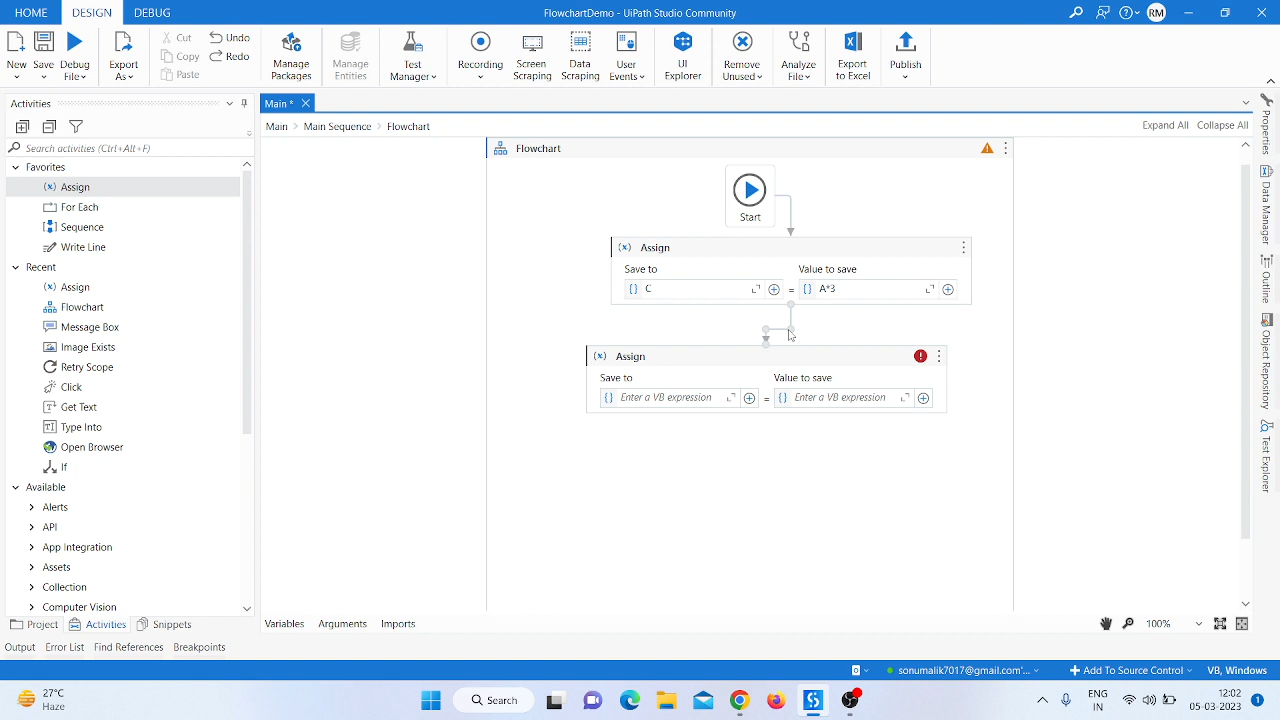 HOME DESIGN DEBUG FlowchartDemo - UiPath Studio Community RM
New Save Debug File Export As Cut Copy Paste Undo Redo Manage Packages Manage Entities Test Manager Recording Screen Scraping Data Scraping User Events UI Explorer Remove Unused Analyze File Export to Excel Publish
Activities
Main *
Main > Main Sequence > Flowchart
Expand All Collapse All
Search activities (Ctrl+Alt+F)
Favorites
Assign
For Each
Sequence
Write Line
Recent
Assign
Flowchart
Message Box
Image Exists
Retry Scope
Click
Get Text
Type Into
Open Browser
If
Available
Alerts
API
App Integration
Assets
Collection
Computer Vision
Flowchart
Start
Assign
Save to Value to save
C = A*3
Assign
Save to Value to save
Enter a VB expression = Enter a VB expression
Properties
Data Manager
Outline
Object Repository
Test Explorer
Project Activities Snippets
Variables Arguments Imports 100%
Output Error List Find References Breakpoints
0 sonumalik7017@gmail.com'... Add To Source Control VB, Windows
27°C
Haze
Search
ENG
IN
12:02
05-03-2023
1